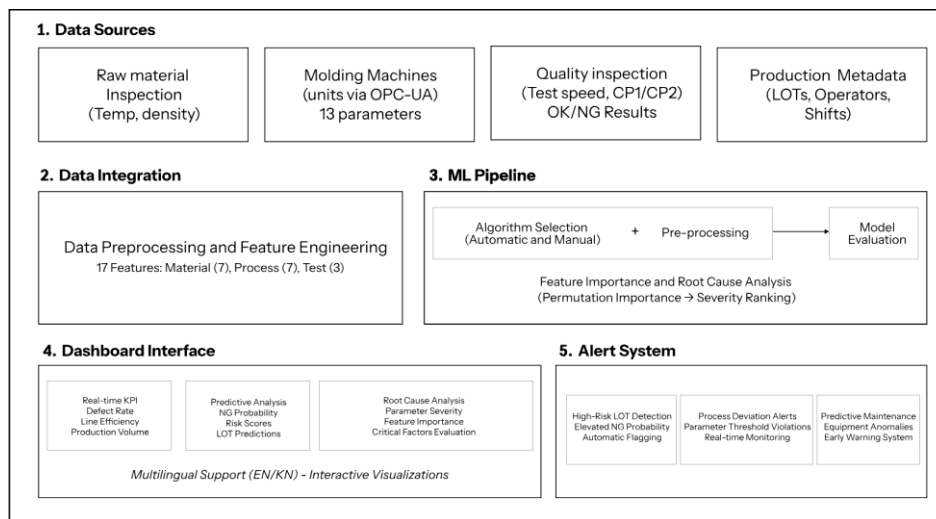 1. Data Sources
Raw material
Inspection
(Temp, density)
Molding Machines
(units via OPC-UA)
13 parameters
Quality inspection
(Test speed, CP1/CP2)
OK/NG Results
Production Metadata
(LOTs, Operators,
Shifts)
2. Data Integration
Data Preprocessing and Feature Engineering
17 Features: Material (7), Process (7), Test (3)
3. ML Pipeline
Algorithm Selection
(Automatic and Manual)
+
Pre-processing
Model
Evaluation
Feature Importance and Root Cause Analysis
(Permutation Importance → Severity Ranking)
4. Dashboard Interface
Real-time KPI
Defect Rate
Line Efficiency
Production Volume
Predictive Analysis
NG Probability
Risk Scores
LOT Predictions
Root Cause Analysis
Parameter Severity
Feature Importance
Critical Factors Evaluation
Multilingual Support (EN/KN) - Interactive Visualizations
5. Alert System
High-Risk LOT Detection
Elevated NG Probability
Automatic Flagging
Process Deviation Alerts
Parameter Threshold Violations
Real-time Monitoring
Predictive Maintenance
Equipment Anomalies
Early Warning System